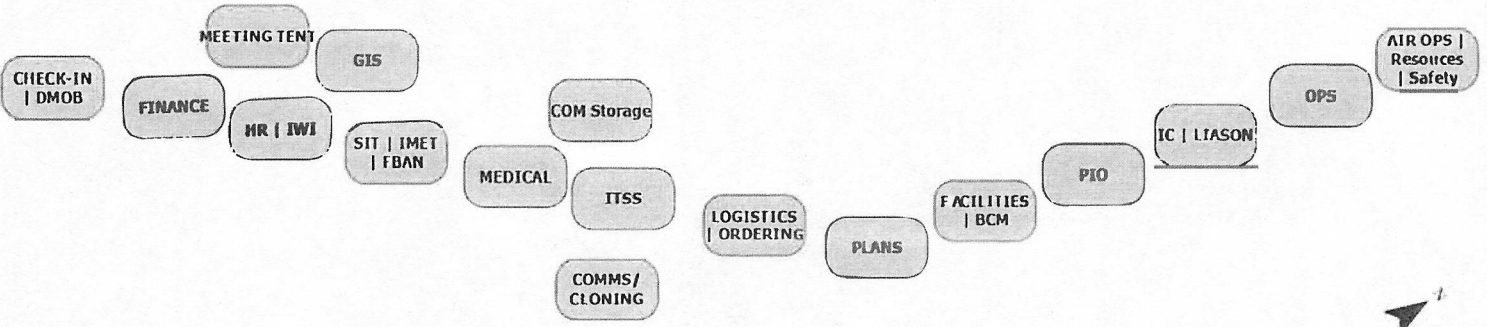 MEETING TENT
GIS
CHECK-IN
| DMOB
FINANCE
HR | IWI
SIT | IMET
| FBAN
COM Storage
MEDICAL
ITSS
COMMS/
CLONING
LOGISTICS
| ORDERING
PLANS
FACILITIES
| BCM
PIO
IC | LIASON
OPS
AIR OPS |
Resources
| Safety